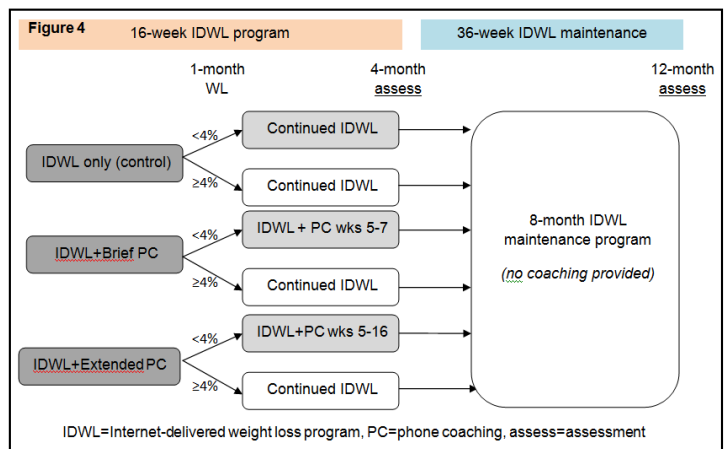 Figure 4
16-week IDWL program
36-week IDWL maintenance
1-month
WL
4-month
assess
12-month
assess
IDWL only (control)
<4%
Continued IDWL
≥4%
Continued IDWL
IDWL+Brief PC
<4%
IDWL + PC wks 5-7
≥4%
Continued IDWL
IDWL+Extended PC
<4%
IDWL+PC wks 5-16
≥4%
Continued IDWL
8-month IDWL
maintenance program
(no coaching provided)
IDWL=Internet-delivered weight loss program, PC=phone coaching, assess=assessment